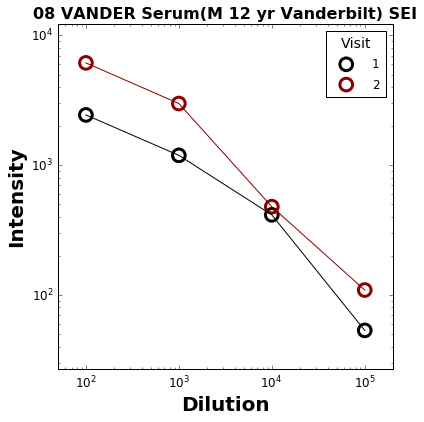 08 VANDER Serum(M 12 yr Vanderbilt) SEI
Visit
1
2
Intensity
10^4
10^3
10^2
10^2 10^3 10^4 10^5
Dilution